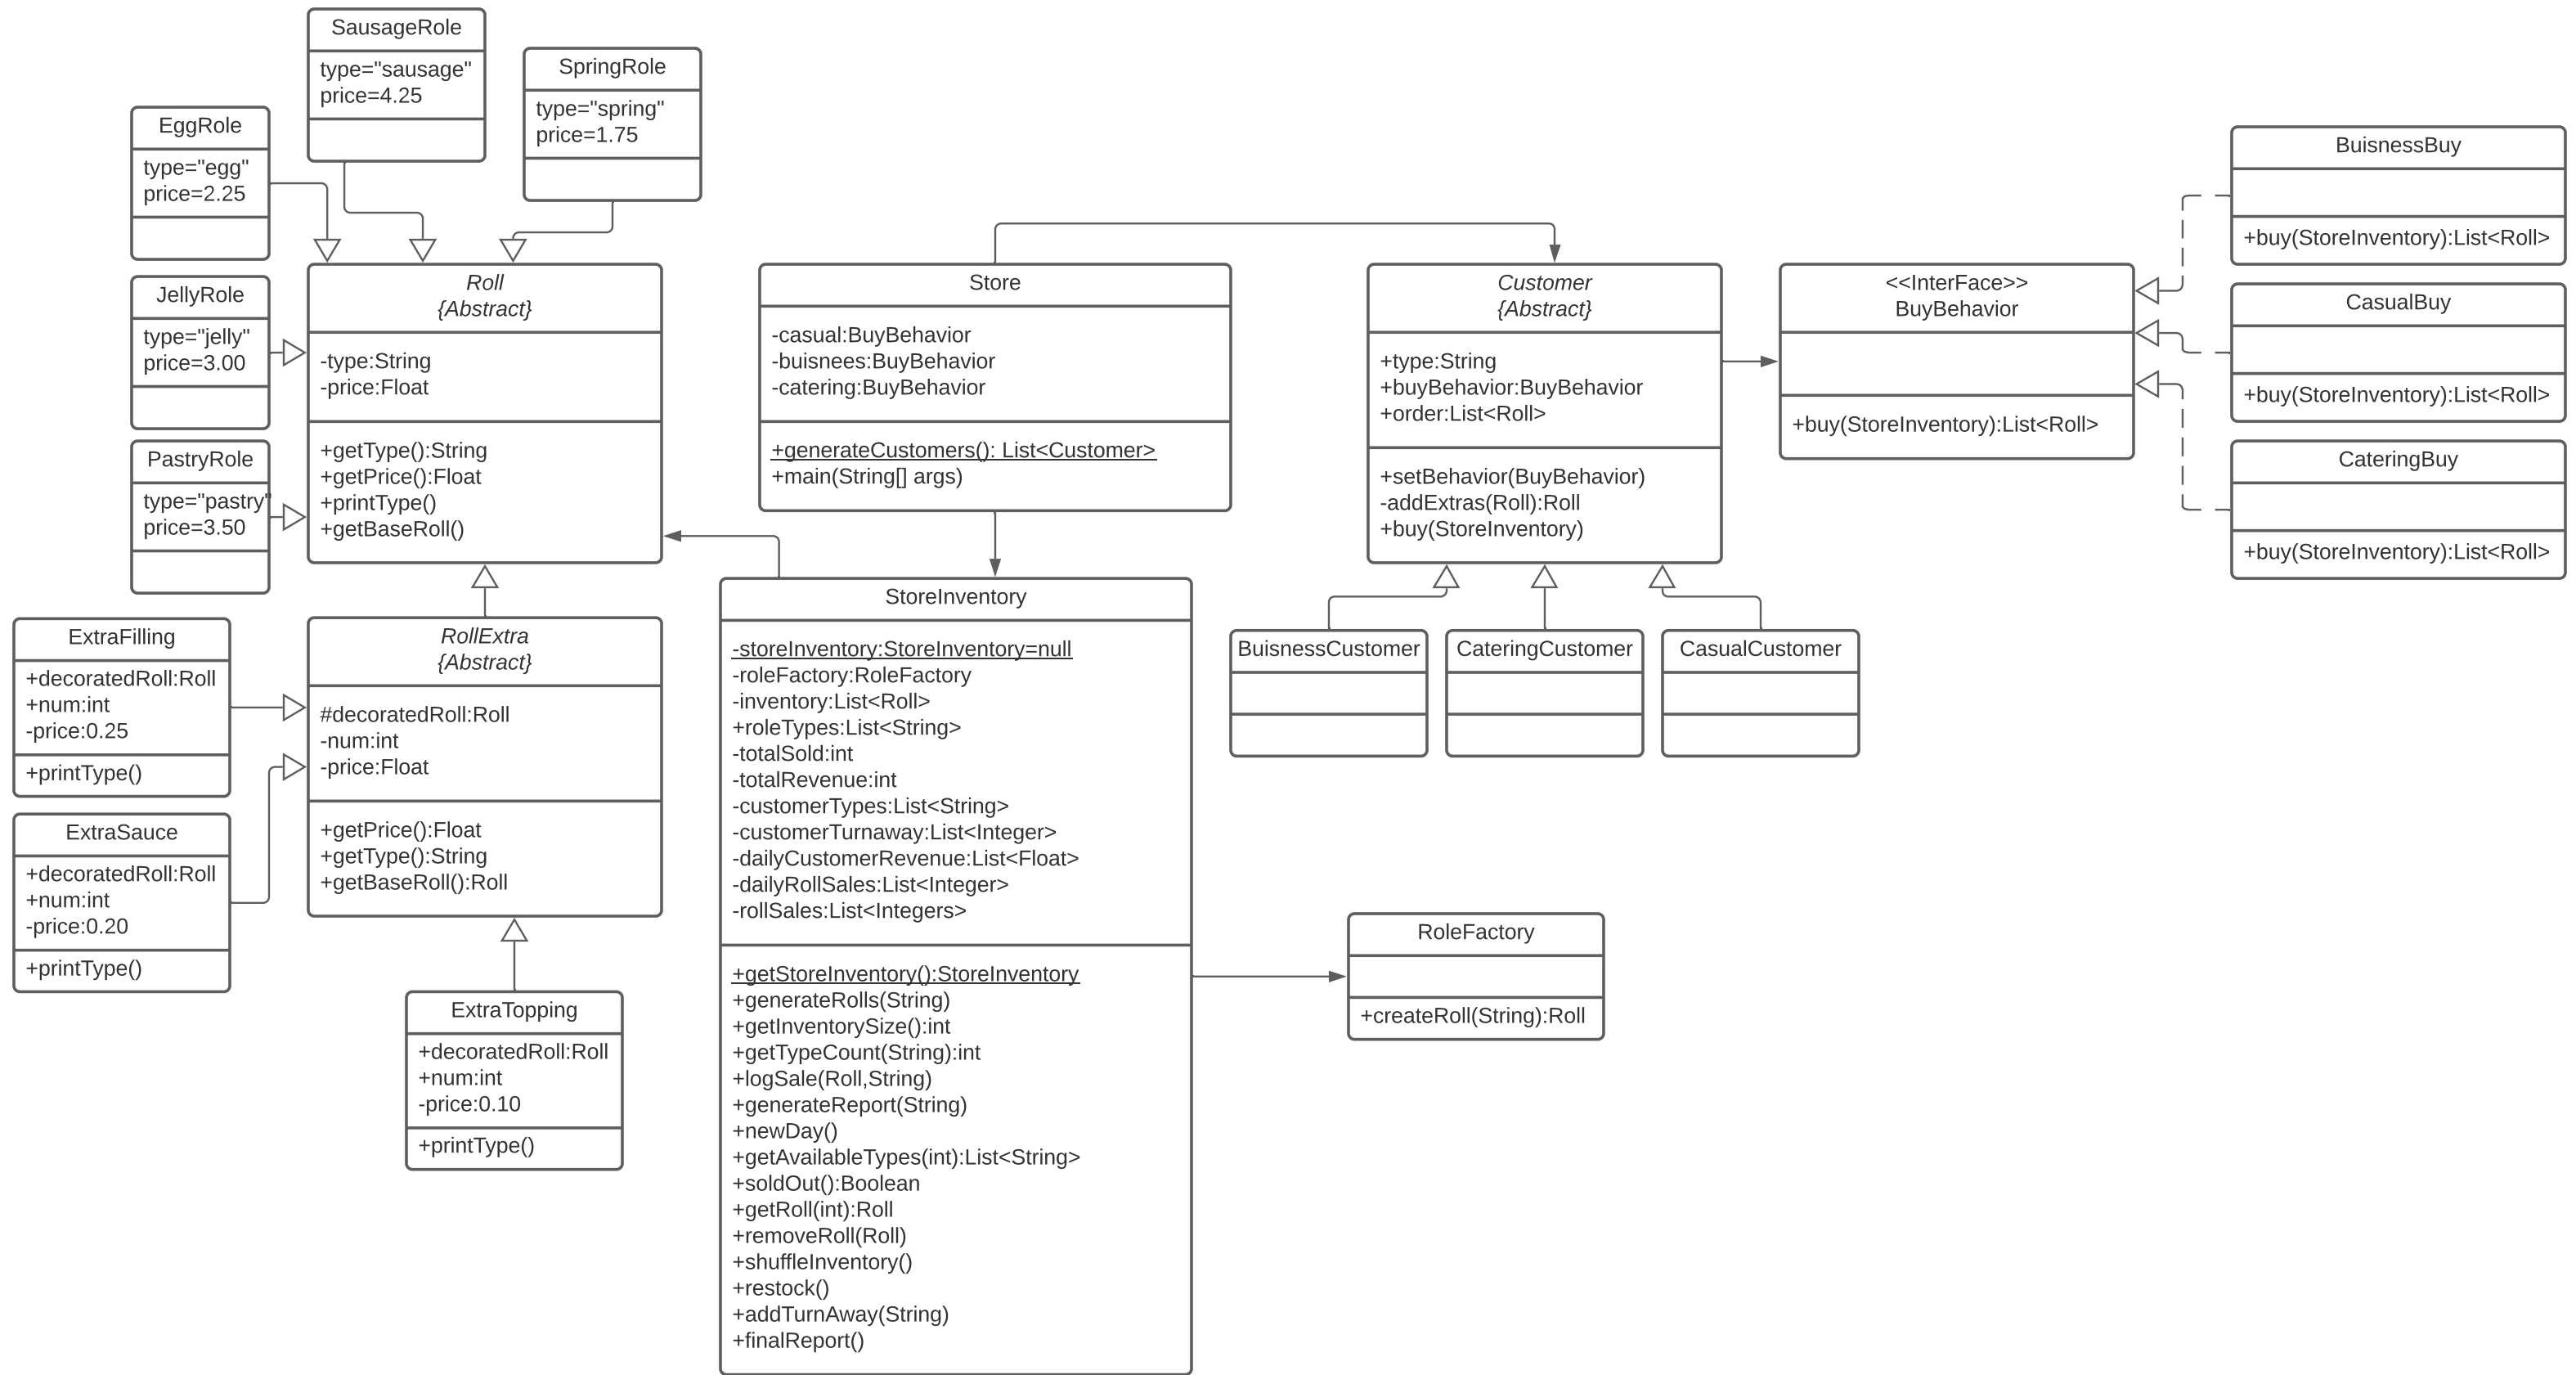 SausageRole
type="sausage"
price=4.25
SpringRole
type="spring"
price=1.75
EggRole
type="egg"
price=2.25
JellyRole
type="jelly"
price=3.00
PastryRole
type="pastry"
price=3.50
Roll
{Abstract}
-type:String
-price:Float
+getType():String
+getPrice():Float
+printType()
+getBaseRoll()
ExtraFilling
+decoratedRoll:Roll
+num:int
-price:0.25
+printType()
ExtraSauce
+decoratedRoll:Roll
+num:int
-price:0.20
+printType()
RollExtra
{Abstract}
#decoratedRoll:Roll
-num:int
-price:Float
+getPrice():Float
+getType():String
+getBaseRoll():Roll
ExtraTopping
+decoratedRoll:Roll
+num:int
-price:0.10
+printType()
Store
-casual:BuyBehavior
-buisnees:BuyBehavior
-catering:BuyBehavior
+generateCustomers(): List<Customer>
+main(String[] args)
StoreInventory
-storeInventory:StoreInventory=null
-roleFactory:RoleFactory
-inventory:List<Roll>
+roleTypes:List<String>
-totalSold:int
-totalRevenue:int
-customerTypes:List<String>
-customerTurnaway:List<Integer>
-dailyCustomerRevenue:List<Float>
-dailyRollSales:List<Integer>
-rollSales:List<Integers>
+getStoreInventory():StoreInventory
+generateRolls(String)
+getInventorySize():int
+getTypeCount(String):int
+logSale(Roll,String)
+generateReport(String)
+newDay()
+getAvailableTypes(int):List<String>
+soldOut():Boolean
+getRoll(int):Roll
+removeRoll(Roll)
+shuffleInventory()
+restock()
+addTurnAway(String)
+finalReport()
Customer
{Abstract}
+type:String
+buyBehavior:BuyBehavior
+order:List<Roll>
+setBehavior(BuyBehavior)
-addExtras(Roll):Roll
+buy(StoreInventory)
BuisnessCustomer
CateringCustomer
CasualCustomer
RoleFactory
+createRoll(String):Roll
<<InterFace>>
BuyBehavior
+buy(StoreInventory):List<Roll>
BuisnessBuy
+buy(StoreInventory):List<Roll>
CasualBuy
+buy(StoreInventory):List<Roll>
CateringBuy
+buy(StoreInventory):List<Roll>